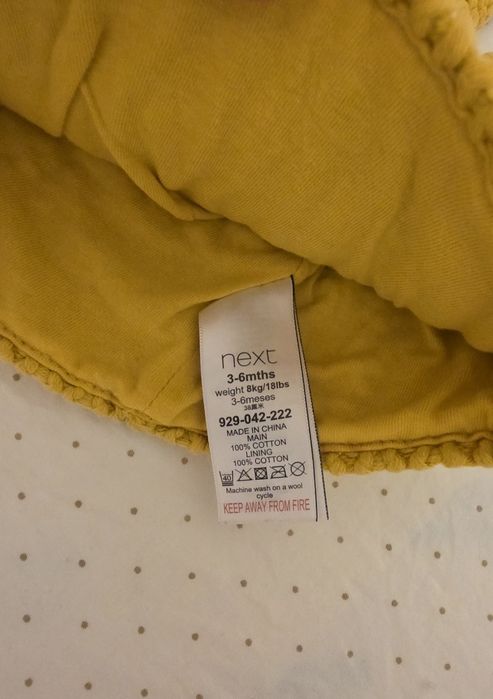 next
3-6mths
weight 8kg/18lbs
3-6meses
929-042-222
MADE IN CHINA
MAIN
100% COTTON
LINING
100% COTTON
40
Machine wash on a wool
cycle
KEEP AWAY FROM FIRE